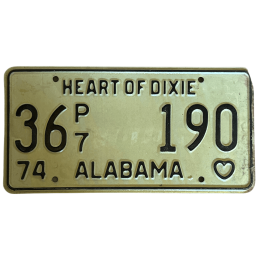 HEART OF DIXIE
36 P 7 190
74 ALABAMA